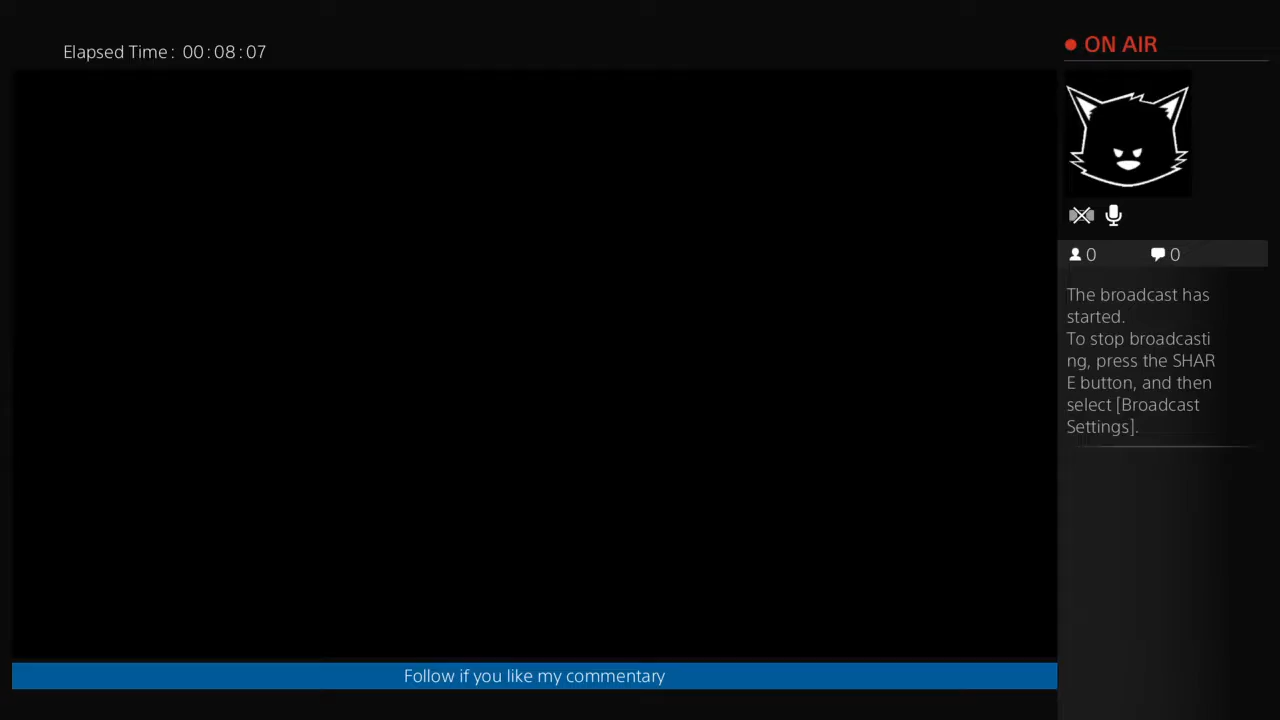 Elapsed Time: 00:08:07
ON AIR
0 0
The broadcast has
started.
To stop broadcasti
ng, press the SHAR
E button, and then
select [Broadcast
Settings].
Follow if you like my commentary